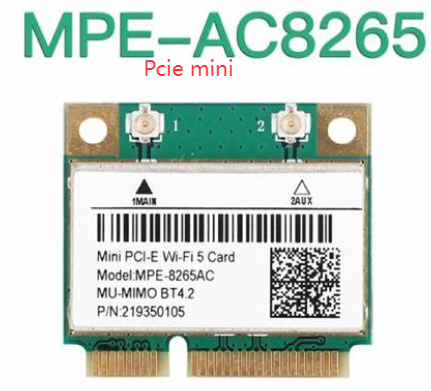 MPE-AC8265
Pcie mini
1 2
1MAIN 2AUX
Mini PCI-E Wi-Fi 5 Card
Model:MPE-8265AC
MU-MIMO BT4.2
P/N:219350105